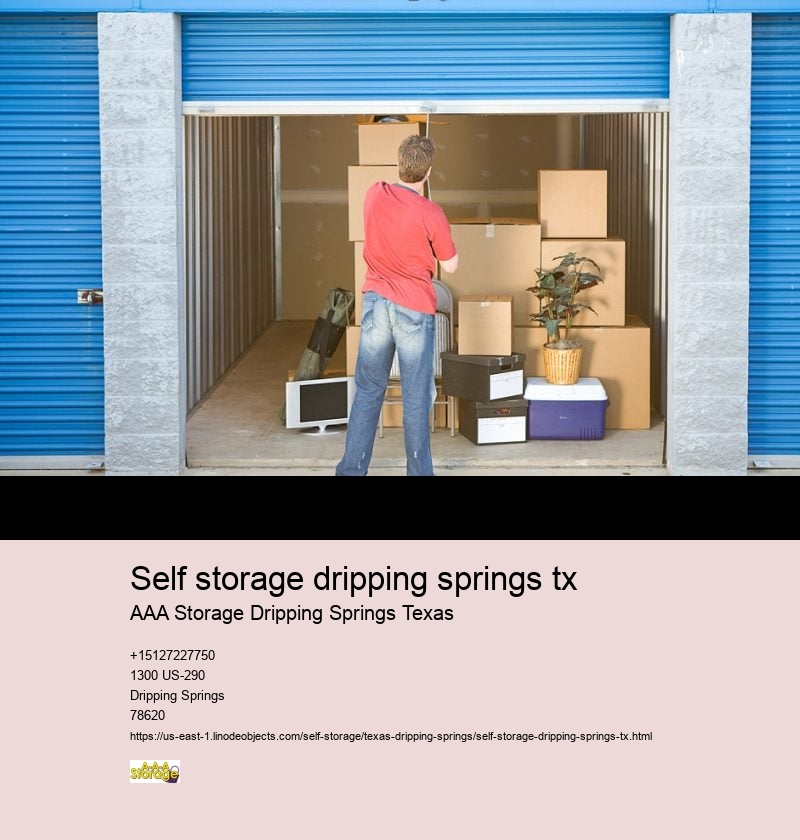 Self storage dripping springs tx
AAA Storage Dripping Springs Texas
+15127227750
1300 US-290
Dripping Springs
78620
https://us-east-1.linodeobjects.com/self-storage/texas-dripping-springs/self-storage-dripping-springs-tx.html
A-A-A
Storage